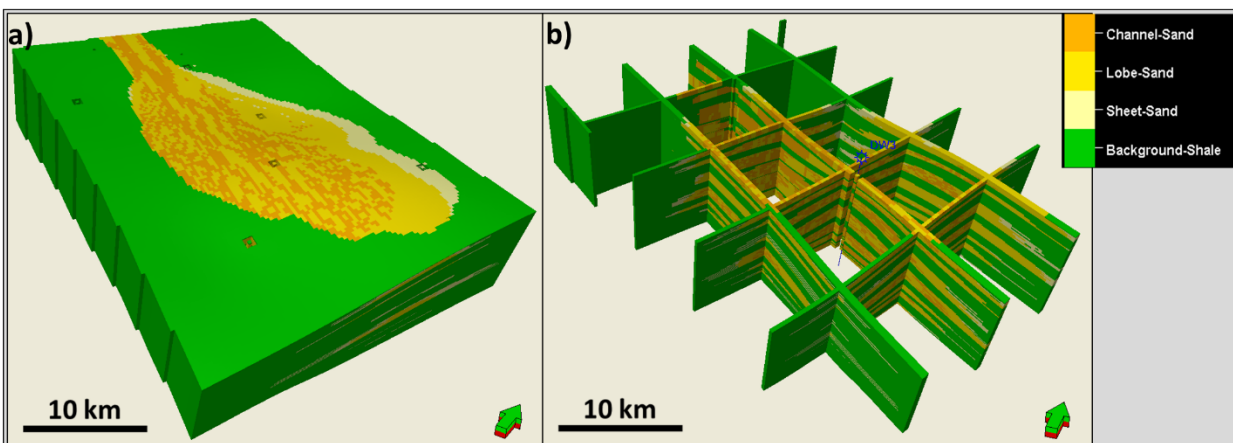 a)
10 km
b)
10 km
Channel-Sand
Lobe-Sand
Sheet-Sand
Background-Shale